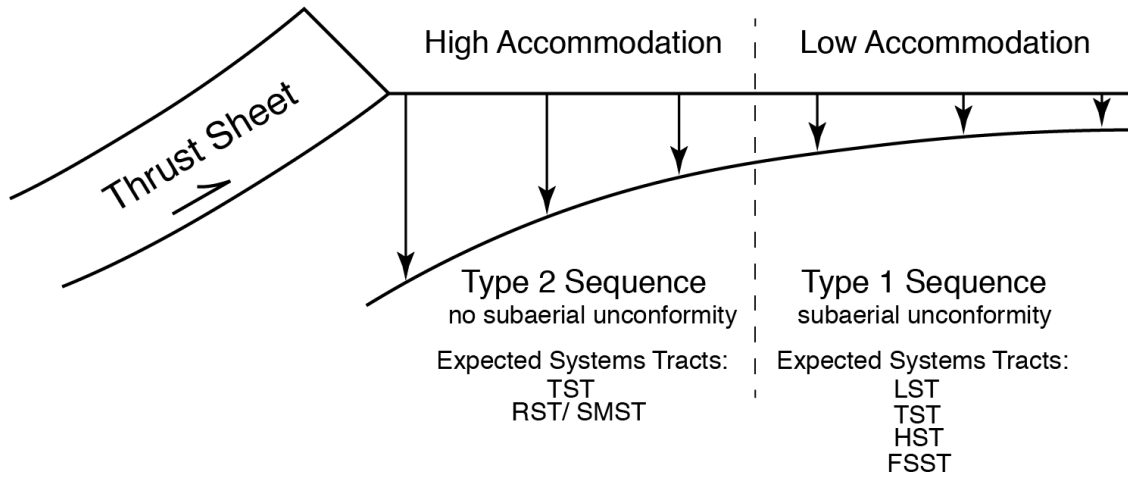 Thrust Sheet
High Accommodation
Low Accommodation
Type 2 Sequence
no subaerial unconformity
Expected Systems Tracts:
TST
RST/ SMST
Type 1 Sequence
subaerial unconformity
Expected Systems Tracts:
LST
TST
HST
FSST